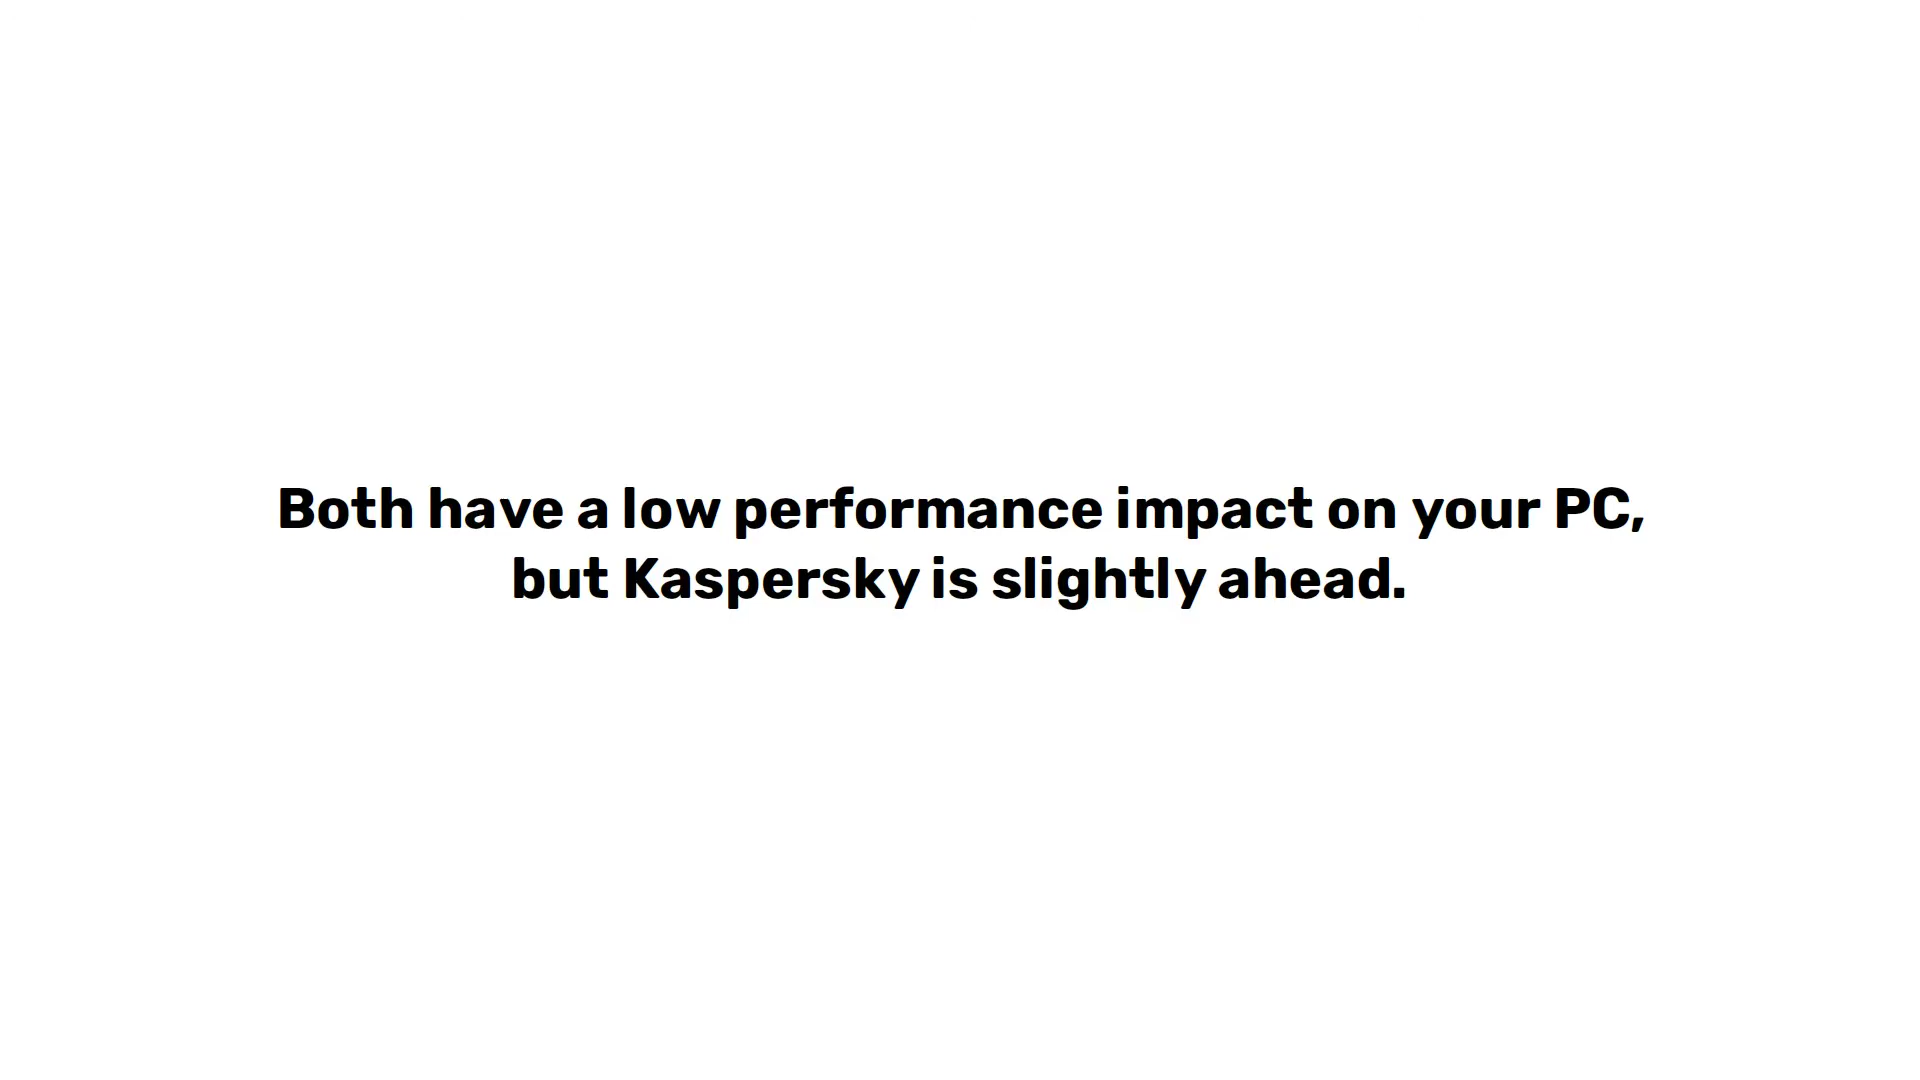 Both have a low performance impact on your PC,
but Kaspersky is slightly ahead.